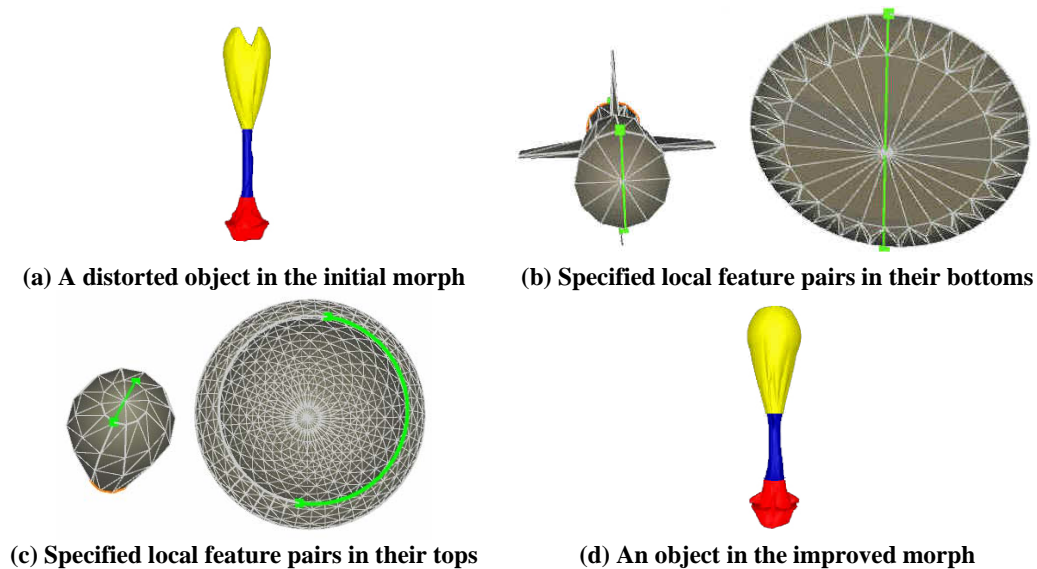 (a) A distorted object in the initial morph
(b) Specified local feature pairs in their bottoms
(c) Specified local feature pairs in their tops
(d) An object in the improved morph